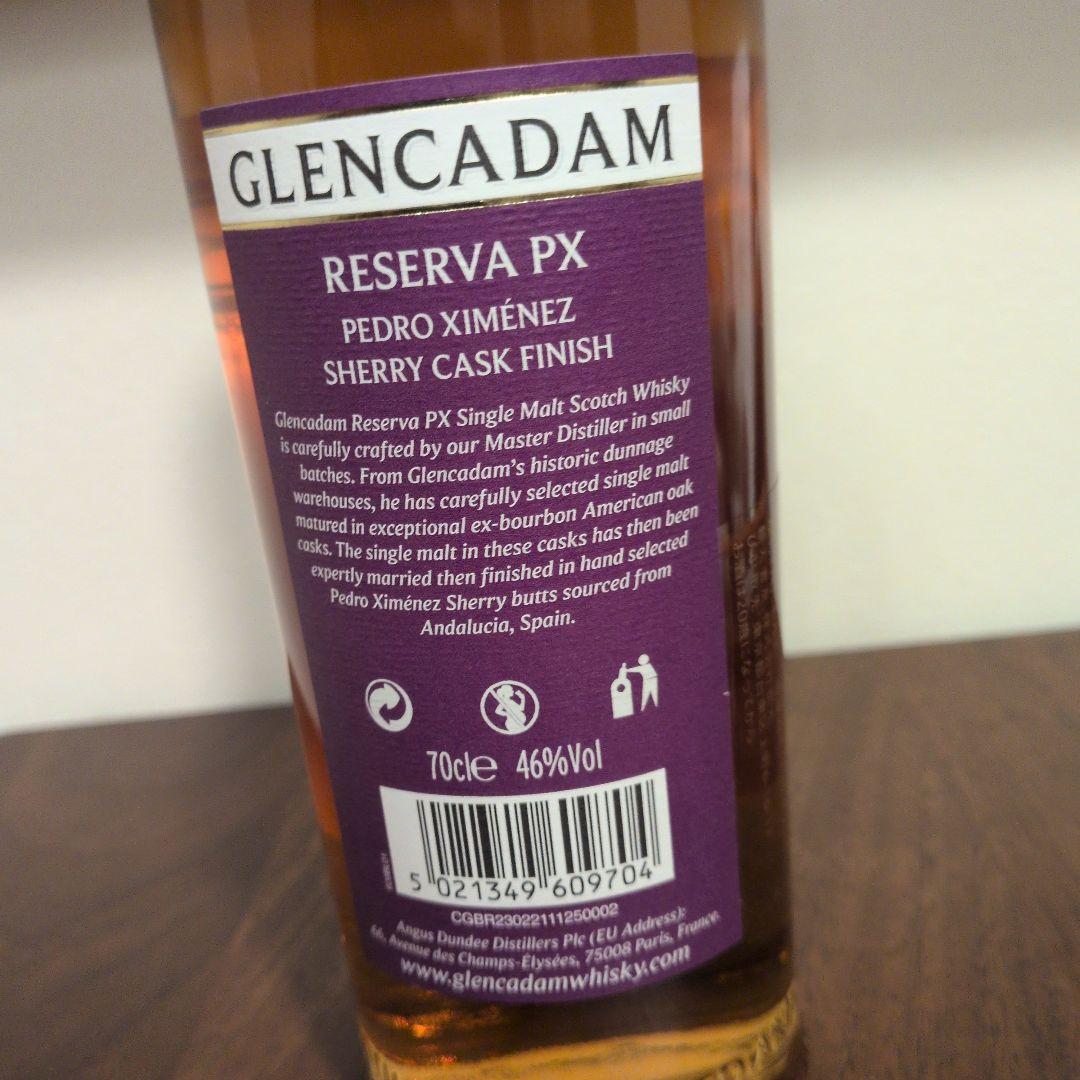 GLENCADAM
RESERVA PX
PEDRO XIMÉNEZ
SHERRY CASK FINISH
Glencadam Reserva PX Single Malt Scotch Whisky
is carefully crafted by our Master Distiller in small
batches. From Glencadam's historic dunnage
warehouses, he has carefully selected single malt
matured in exceptional ex-bourbon American oak
casks. The single malt in these casks has then been
expertly married then finished in hand selected
Pedro Ximénez Sherry butts sourced from
Andalucia, Spain.
70cl℮ 46%Vol
5 021349 609704
CGBR23022111250002
Angus Dundee Distillers Plc (EU Address):
66, Avenue des Champs-Élysées, 75008 Paris, France.
www.glencadamwhisky.com